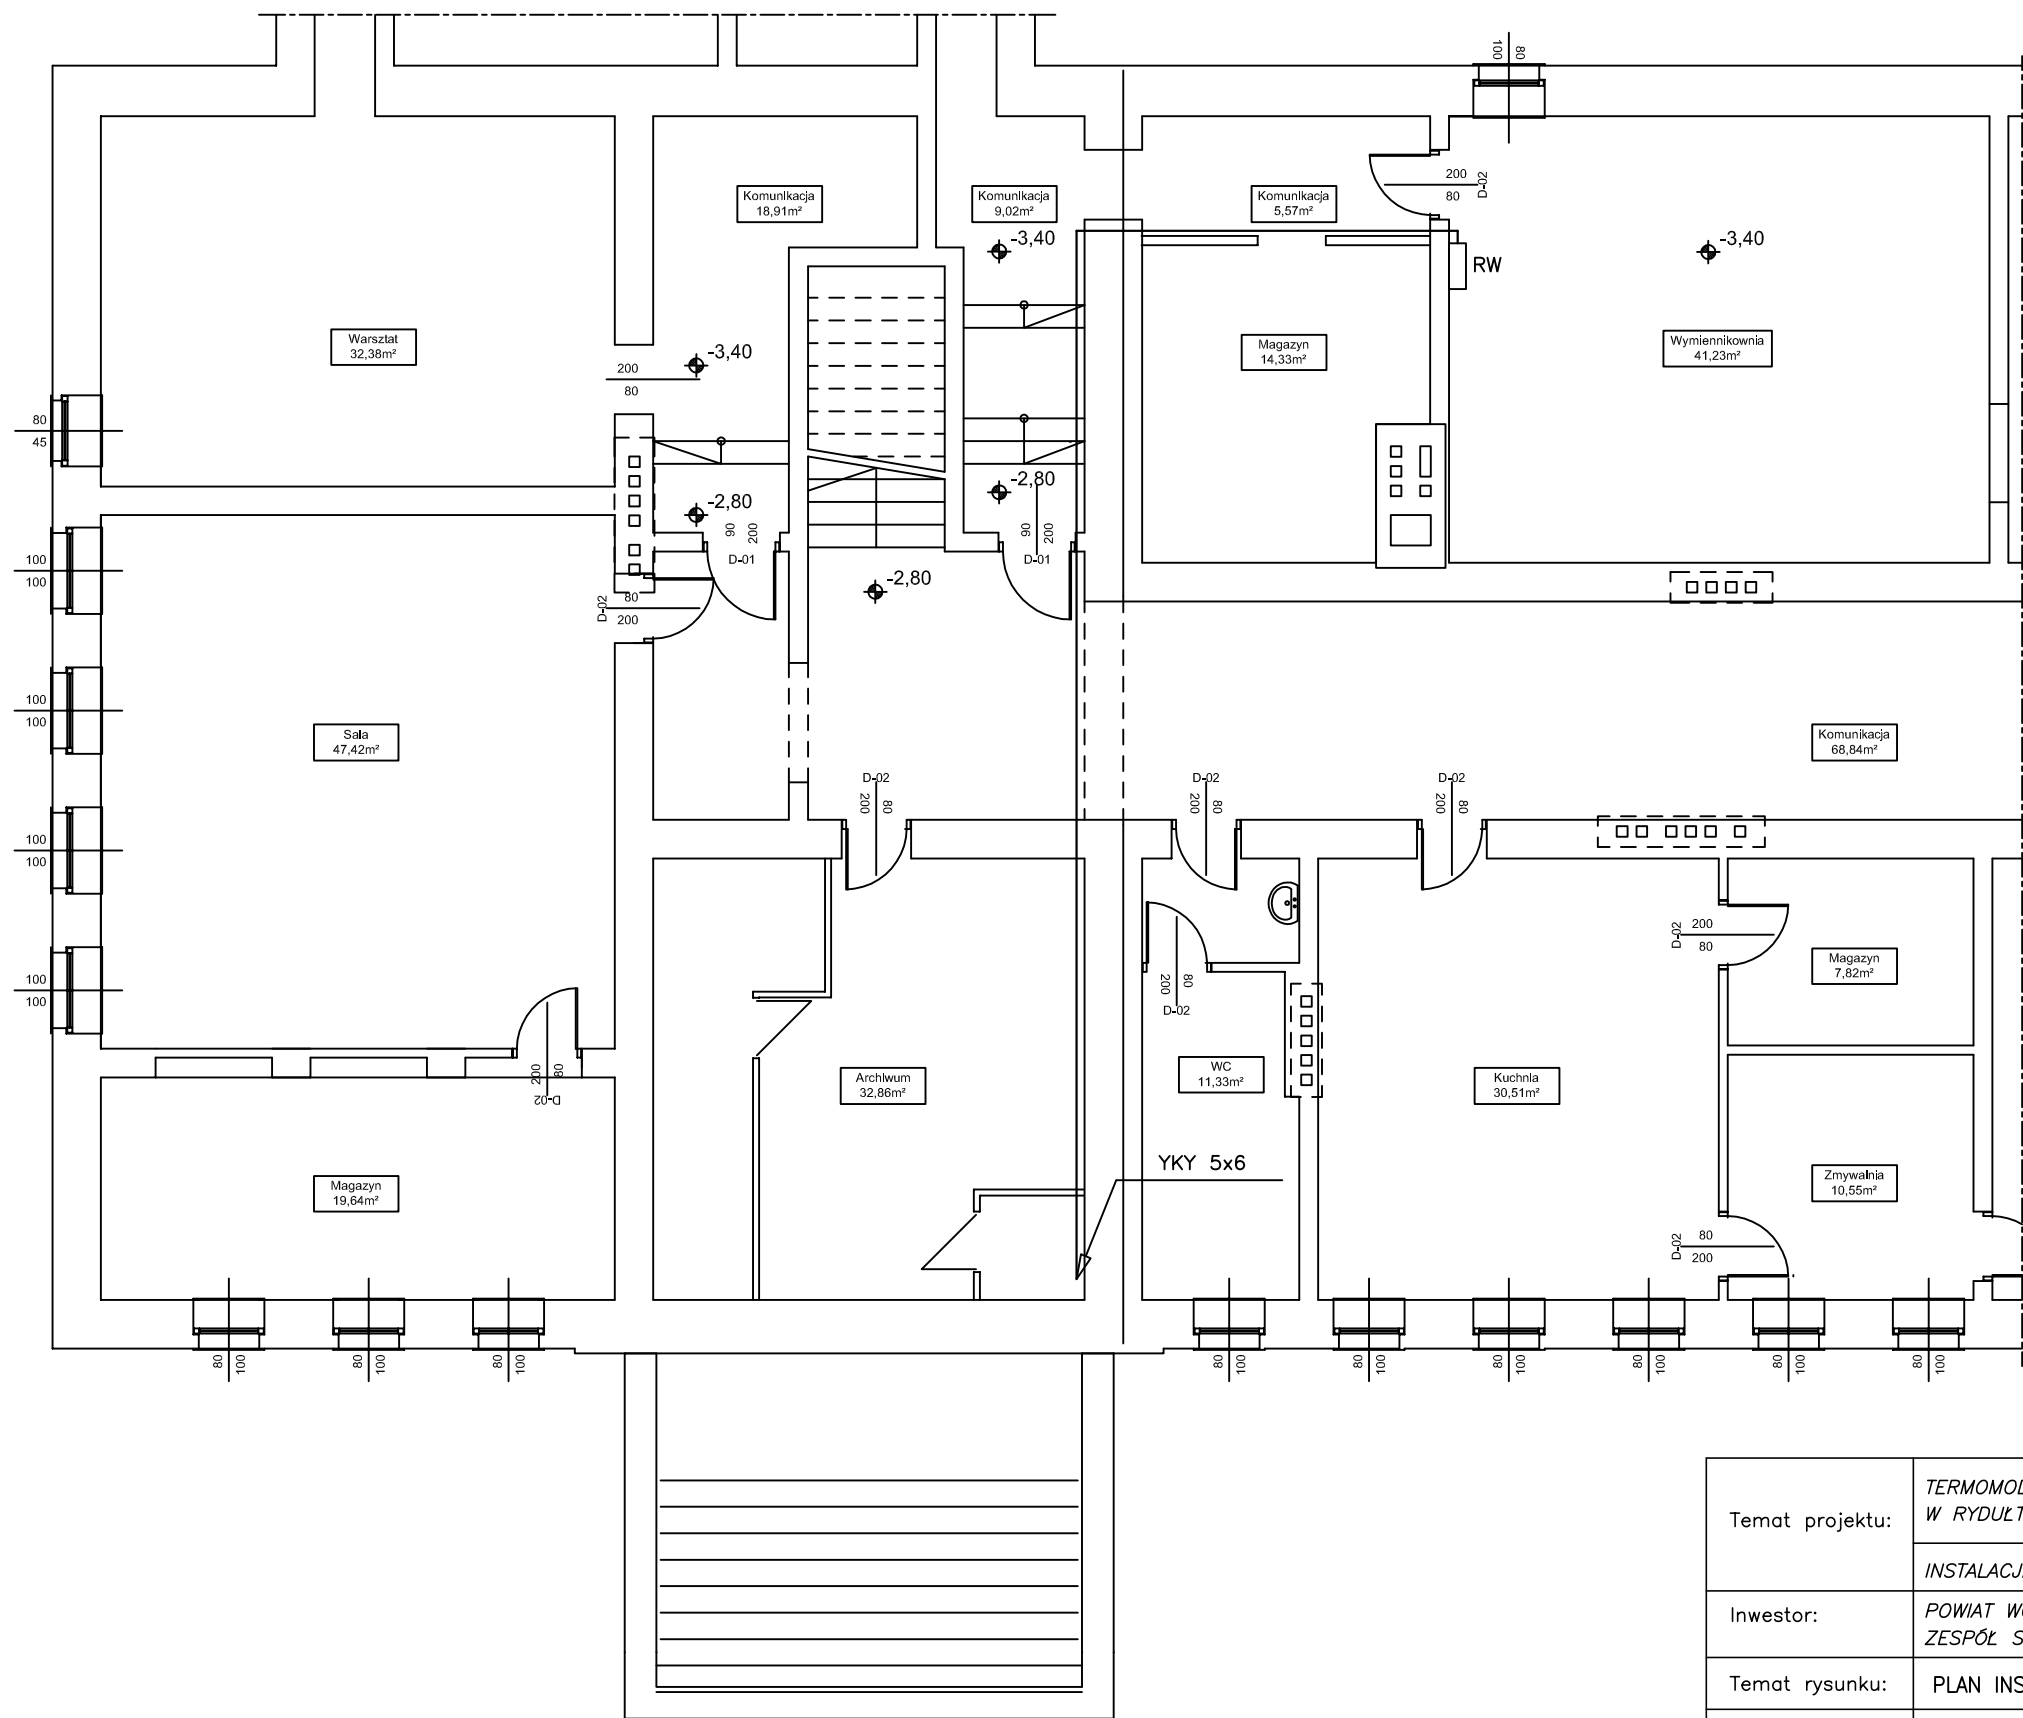 100
80
Komunikacja
18,91m²
Komunikacja
9,02m²
Komunikacja
5,57m²
200
80
D-02
-3,40
-3,40
RW
Warsztat
32,38m²
-3,40
200
80
Magazyn
14,33m²
Wymiennikownia
41,23m²
80
45
-2,80
90
200
D-01
-2,80
90
200
D-01
-2,80
100
100
D-02
80
200
100
100
Sala
47,42m²
Komunikacja
68,84m²
D-02
200
80
D-02
200
80
D-02
200
80
100
100
D-02
200
80
Magazyn
7,82m²
100
100
200
80
D-02
200
80
D-02
Archiwum
32,86m²
WC
11,33m²
Kuchnia
30,51m²
YKY 5x6
Magazyn
19,64m²
Zmywalnia
10,55m²
D-02
80
200
80
100
80
100
80
100
80
100
80
100
80
100
80
100
80
100
80
100
Temat projektu:
W
INSTALACJ
Inwestor:
POWIAT
ZESPÓŁ S
Temat rysunku:
PLAN INS